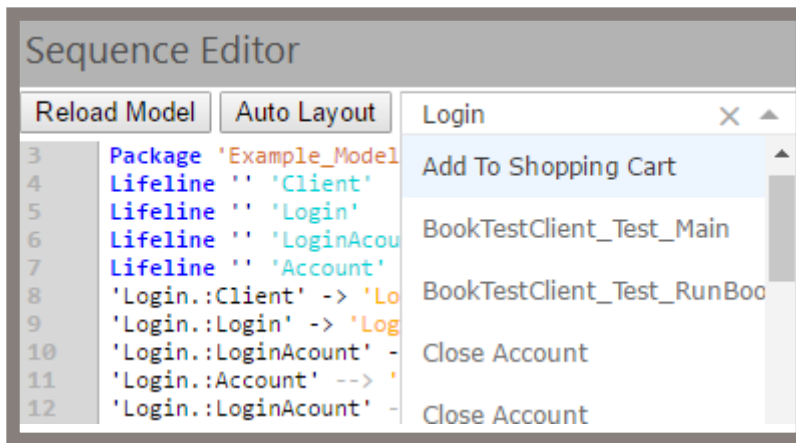 Sequence Editor
Reload Model Auto Layout Login
3 Package 'Example_Model
4 Lifeline '' 'Client'
5 Lifeline '' 'Login'
6 Lifeline '' 'LoginAcou
7 Lifeline '' 'Account'
8 'Login.:Client' -> 'Lo
9 'Login.:Login' -> 'Log
10 'Login.:LoginAcount' -
11 'Login.:Account' --> '
12 'Login.:LoginAcount' -
Add To Shopping Cart
BookTestClient_Test_Main
BookTestClient_Test_RunBoo
Close Account
Close Account